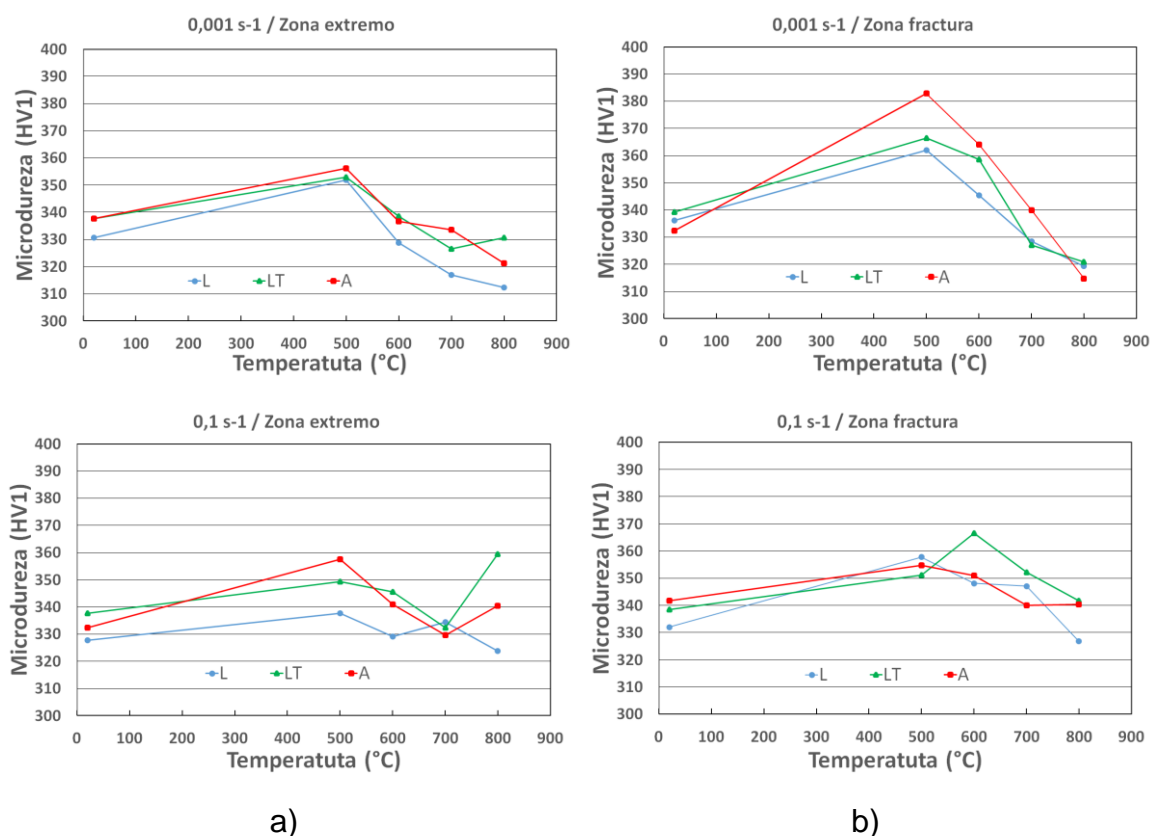 0,001 s-1 / Zona extremo
400
390
380
370
360
350
340
330
320
310
300
Microdureza (HV1)
L LT A
0 100 200 300 400 500 600 700 800 900
Temperatuta (°C)
0,001 s-1 / Zona fractura
400
390
380
370
360
350
340
330
320
310
300
Microdureza (HV1)
L LT A
0 100 200 300 400 500 600 700 800 900
Temperatuta (°C)
0,1 s-1 / Zona extremo
400
390
380
370
360
350
340
330
320
310
300
Microdureza (HV1)
L LT A
0 100 200 300 400 500 600 700 800 900
Temperatuta (°C)
0,1 s-1 / Zona fractura
400
390
380
370
360
350
340
330
320
310
300
Microdureza (HV1)
L LT A
0 100 200 300 400 500 600 700 800 900
Temperatuta (°C)
a) b)